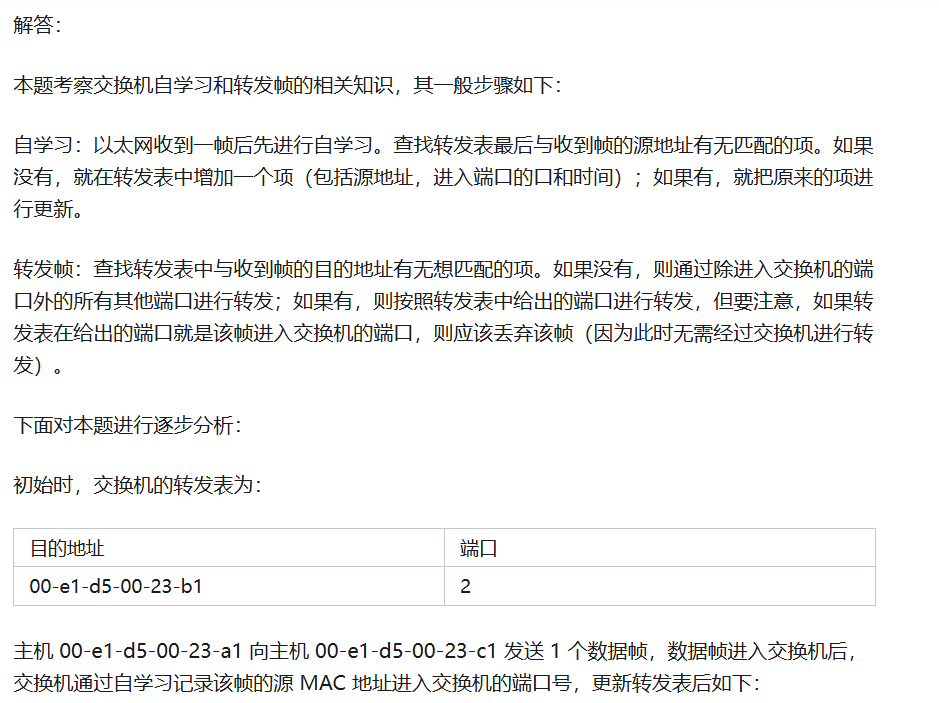 解答：
本题考察交换机自学习和转发帧的相关知识，其一般步骤如下：
自学习：以太网收到一帧后先进行自学习。查找转发表最后与收到帧的源地址有无匹配的项。如果
没有，就在转发表中增加一个项（包括源地址，进入端口的口和时间）；如果有，就把原来的项进
行更新。
转发帧：查找转发表中与收到帧的目的地址有无想匹配的项。如果没有，则通过除进入交换机的端
口外的所有其他端口进行转发；如果有，则按照转发表中给出的端口进行转发，但要注意，如果转
发表在给出的端口就是该帧进入交换机的端口，则应该丢弃该帧（因为此时无需经过交换机进行转
发）。
下面对本题进行逐步分析：
初始时，交换机的转发表为：
目的地址 端口
00-e1-d5-00-23-b1 2
主机 00-e1-d5-00-23-a1 向主机 00-e1-d5-00-23-c1 发送 1 个数据帧，数据帧进入交换机后，
交换机通过自学习记录该帧的源 MAC 地址进入交换机的端口号，更新转发表后如下：